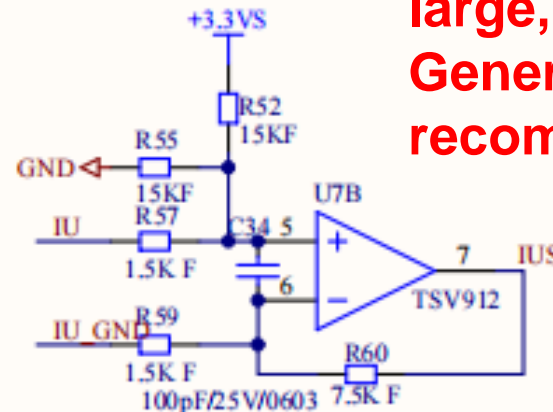 large,
Gener
recom
+3.3VS
R52
15KF
R55
GND
15KF
R57
IU
1.5K F
C34
5
U7B
+
7
IUS
6
−
TSV912
R59
IU_GND
1.5K F
R60
7.5K F
100pF/25V/0603